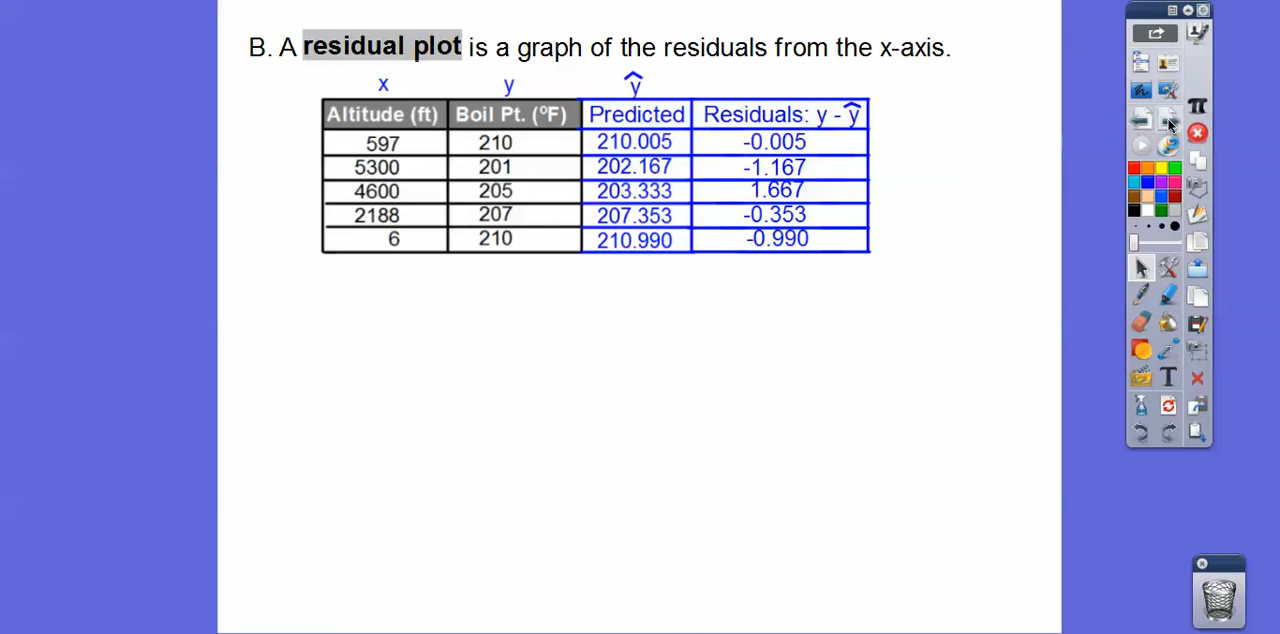 B. A residual plot is a graph of the residuals from the x-axis.
x y ŷ
Altitude (ft) Boil Pt. (ºF) Predicted Residuals: y - ŷ
597 210 210.005 -0.005
5300 201 202.167 -1.167
4600 205 203.333 1.667
2188 207 207.353 -0.353
6 210 210.990 -0.990